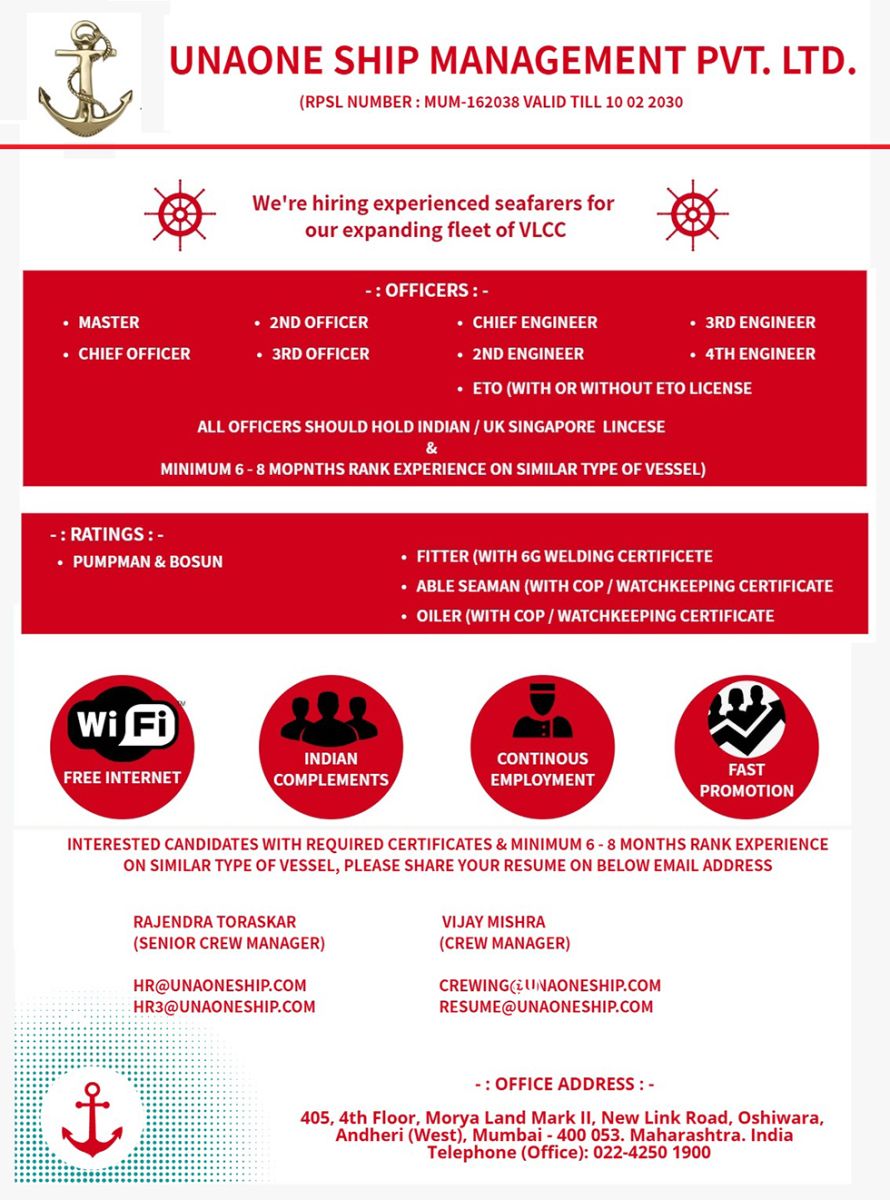 UNAONE SHIP MANAGEMENT PVT. LTD.
(RPSL NUMBER : MUM-162038 VALID TILL 10 02 2030
We're hiring experienced seafarers for
our expanding fleet of VLCC
- : OFFICERS : -
• MASTER
• CHIEF OFFICER
• 2ND OFFICER
• 3RD OFFICER
• CHIEF ENGINEER
• 2ND ENGINEER
• ETO (WITH OR WITHOUT ETO LICENSE
• 3RD ENGINEER
• 4TH ENGINEER
ALL OFFICERS SHOULD HOLD INDIAN / UK SINGAPORE LINCESE
&
MINIMUM 6 - 8 MOPNTHS RANK EXPERIENCE ON SIMILAR TYPE OF VESSEL)
- : RATINGS : -
• PUMPMAN & BOSUN
• FITTER (WITH 6G WELDING CERTIFICETE
• ABLE SEAMAN (WITH COP / WATCHKEEPING CERTIFICATE
• OILER (WITH COP / WATCHKEEPING CERTIFICATE
Wi Fi TM
FREE INTERNET
INDIAN
COMPLEMENTS
CONTINOUS
EMPLOYMENT
FAST
PROMOTION
INTERESTED CANDIDATES WITH REQUIRED CERTIFICATES & MINIMUM 6 - 8 MONTHS RANK EXPERIENCE
ON SIMILAR TYPE OF VESSEL, PLEASE SHARE YOUR RESUME ON BELOW EMAIL ADDRESS
RAJENDRA TORASKAR
(SENIOR CREW MANAGER)
HR@UNAONESHIP.COM
HR3@UNAONESHIP.COM
VIJAY MISHRA
(CREW MANAGER)
CREWING@UNAONESHIP.COM
RESUME@UNAONESHIP.COM
- : OFFICE ADDRESS : -
405, 4th Floor, Morya Land Mark II, New Link Road, Oshiwara,
Andheri (West), Mumbai - 400 053. Maharashtra. India
Telephone (Office): 022-4250 1900